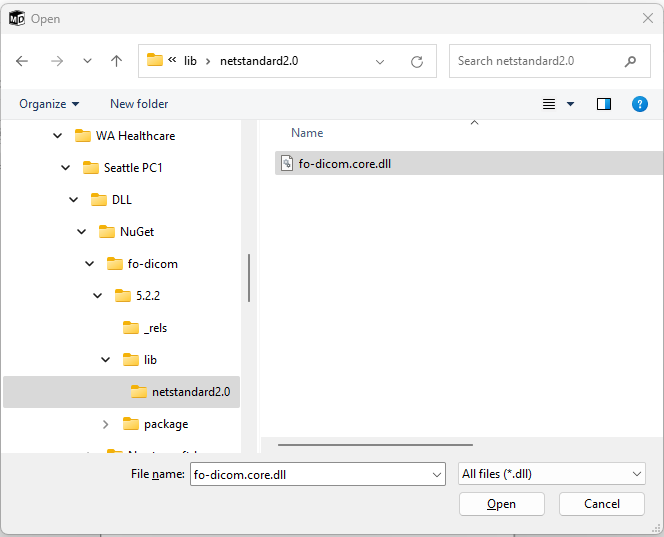 MD Open
« lib > netstandard2.0
Search netstandard2.0
Organize
New folder
?
WA Healthcare
Seattle PC1
DLL
NuGet
fo-dicom
5.2.2
_rels
lib
netstandard2.0
package
Name
fo-dicom.core.dll
File name:
fo-dicom.core.dll
All files (*.dll)
Open
Cancel